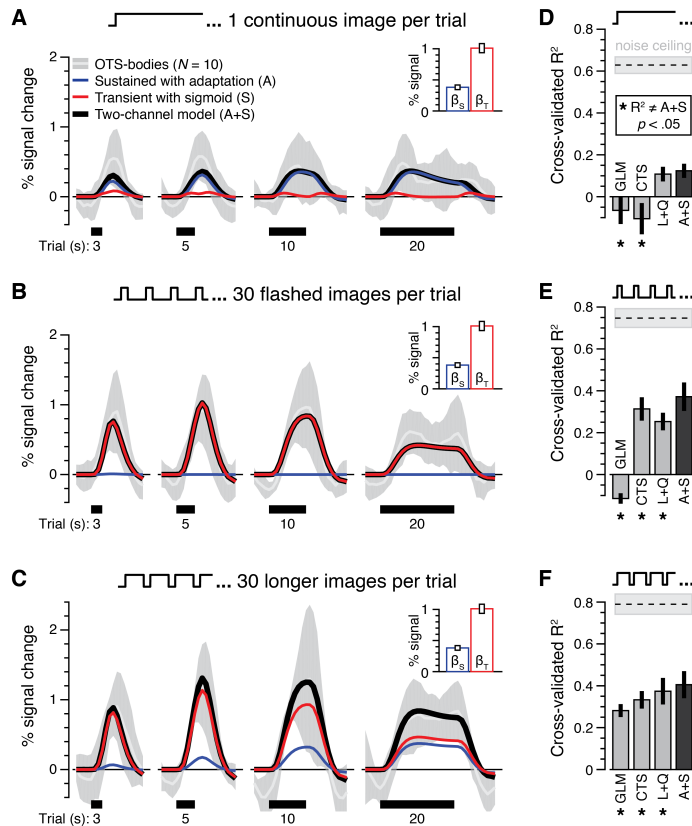 A
... 1 continuous image per trial
% signal change
2
1
0
OTS-bodies (N = 10)
Sustained with adaptation (A)
Transient with sigmoid (S)
Two-channel model (A+S)
% signal
1
0
βS
βT
Trial (s): 3
5
10
20
D
...
Cross-validated R²
0.8
0.6
0.4
0.2
0
noise ceiling
* R² ≠ A+S
p < .05
GLM
CTS
L+Q
A+S
* *
B
... 30 flashed images per trial
% signal change
2
1
0
% signal
1
0
βS
βT
Trial (s): 3
5
10
20
E
...
Cross-validated R²
0.8
0.6
0.4
0.2
0
GLM
CTS
L+Q
A+S
* * *
C
... 30 longer images per trial
% signal change
2
1
0
% signal
1
0
βS
βT
Trial (s): 3
5
10
20
F
...
Cross-validated R²
0.8
0.6
0.4
0.2
0
GLM
CTS
L+Q
A+S
* * *